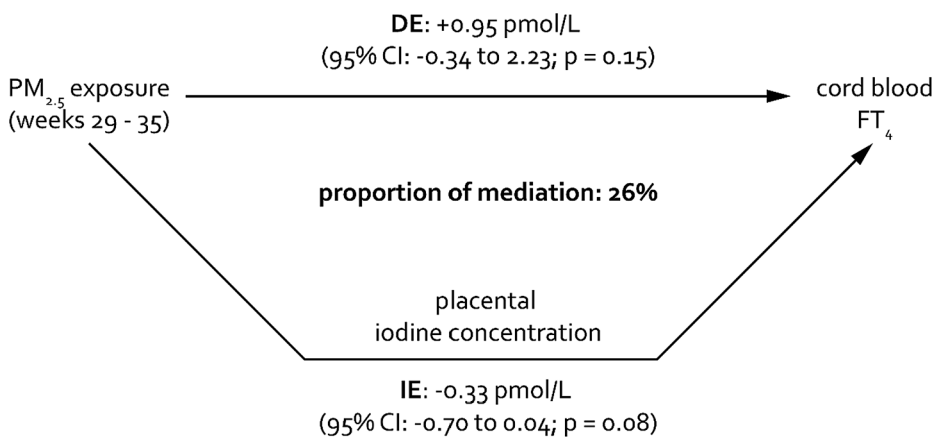 DE: +0.95 pmol/L
(95% CI: -0.34 to 2.23; p = 0.15)
PM2.5 exposure
(weeks 29 - 35)
cord blood
FT4
proportion of mediation: 26%
placental
iodine concentration
IE: -0.33 pmol/L
(95% CI: -0.70 to 0.04; p = 0.08)